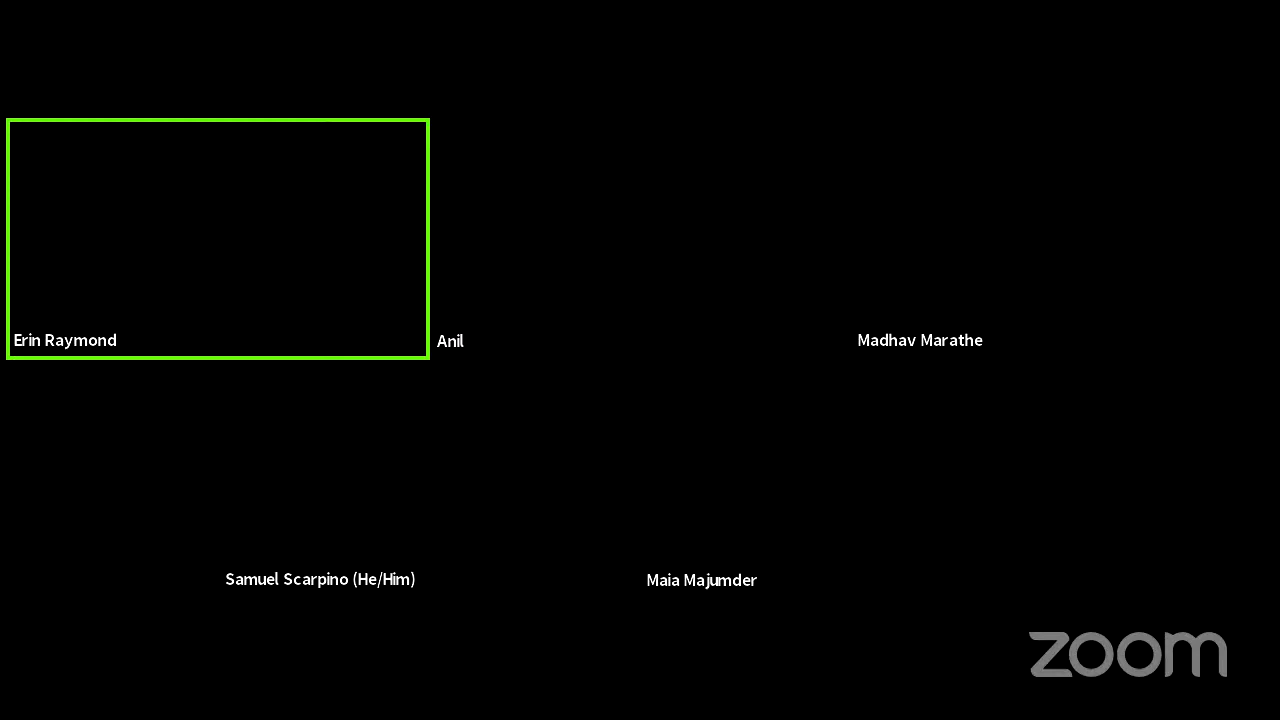 Erin Raymond
Anil
Madhav Marathe
Samuel Scarpino (He/Him)
Maia Majumder
zoom